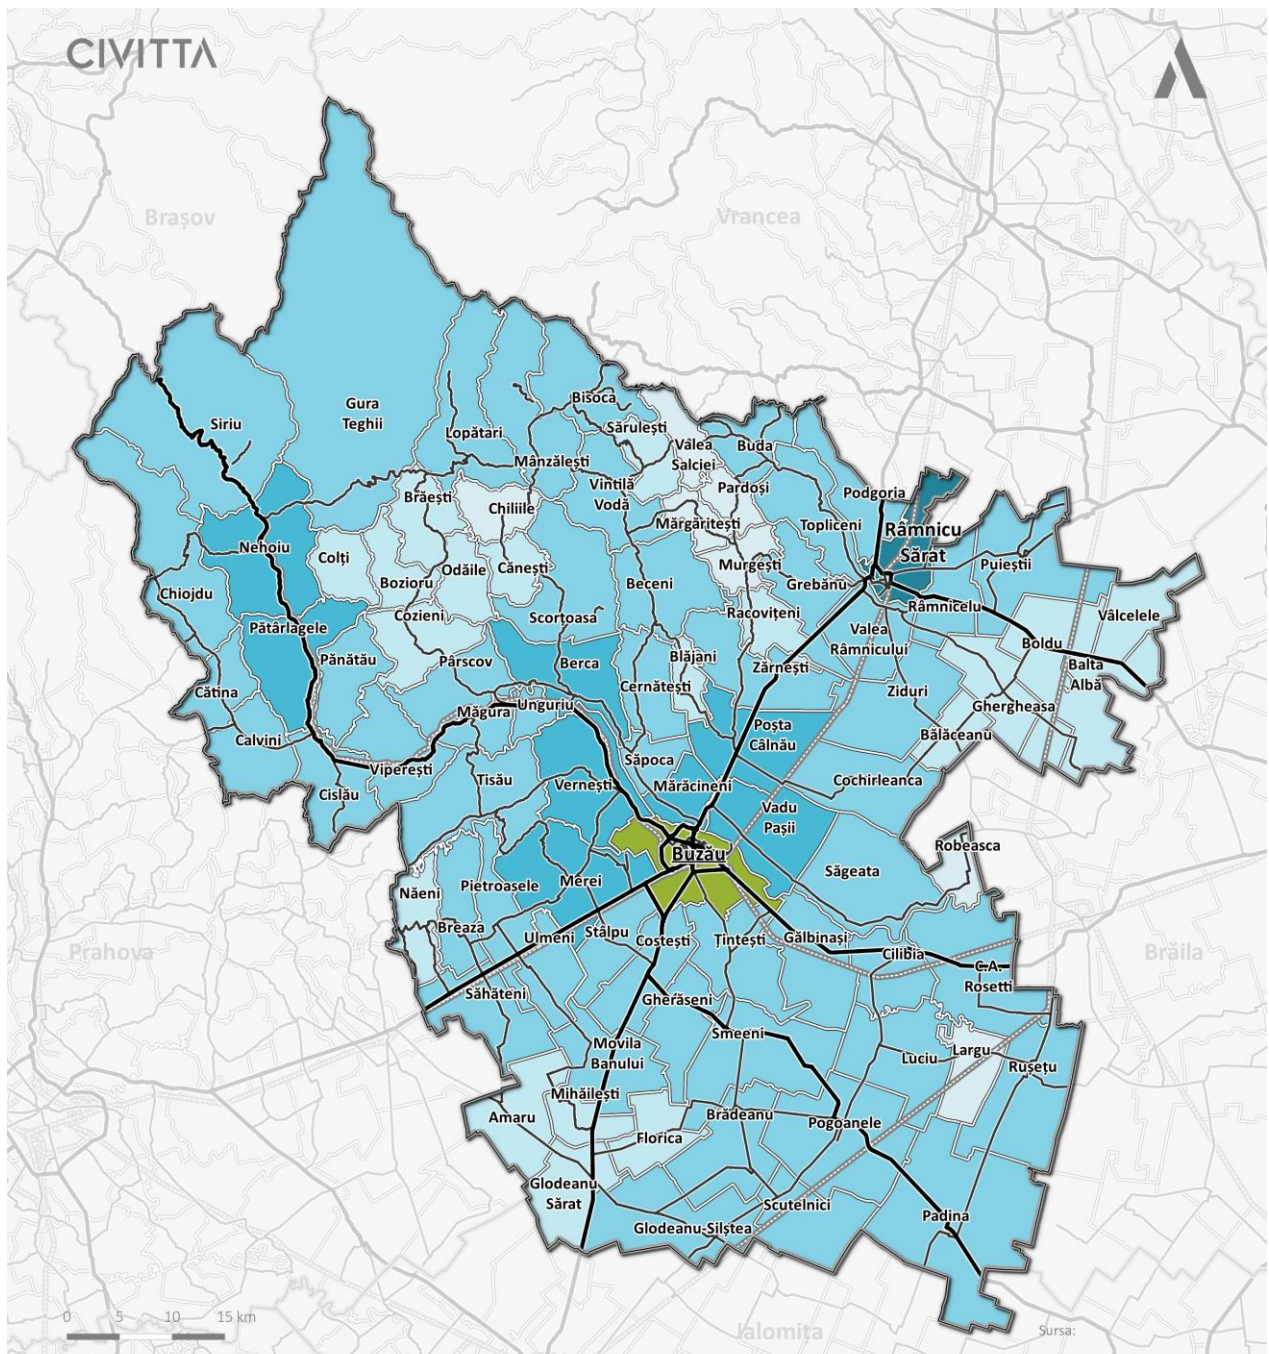 CIVITTA
Brașov
Vrancea
Gura
Teghii
Siriu
Bisoca
Lopătari
Sărulești
Valea
Salciei
Buda
Mânzălești
Vintilă
Vodă
Pardoși
Podgoria
Brăești
Chiliile
Mărgăritești
Topliceni
Râmnicu
Sărat
Nehoiu
Colți
Odăile
Cănești
Murgești
Puieștii
Bozioru
Beceni
Grebănu
Chiojdu
Râmnicelu
Cozieni
Scorțoasa
Racovițeni
Vâlcelele
Pătârlagele
Valea
Râmnicului
Boldu
Pănătău
Pârscov
Berca
Blăjani
Zărnești
Balta
Albă
Cătina
Cernătești
Ziduri
Măgura
Unguriu
Ghergheasa
Calvini
Poșta
Câlnău
Bălăceanu
Viperești
Săpoca
Tisău
Vernești
Mărăcineni
Cochirleanca
Cislău
Vadu
Pașii
Robeasca
Buzău
Săgeata
Năeni
Pietroasele
Merei
Breaza
Ulmeni
Stâlpu
Costești
Țintești
Gălbinași
Cilibia
Prahova
Brăila
C.A.
Rosetti
Săhăteni
Gherăseni
Smeeni
Movila
Banului
Luciu
Largu
Rușețu
Mihăilești
Amaru
Brădeanu
Pogoanele
Florica
Glodeanu
Sărat
Scutelnici
Padina
Glodeanu-Silștea
0 5 10 15 km
Ialomița
Sursa: